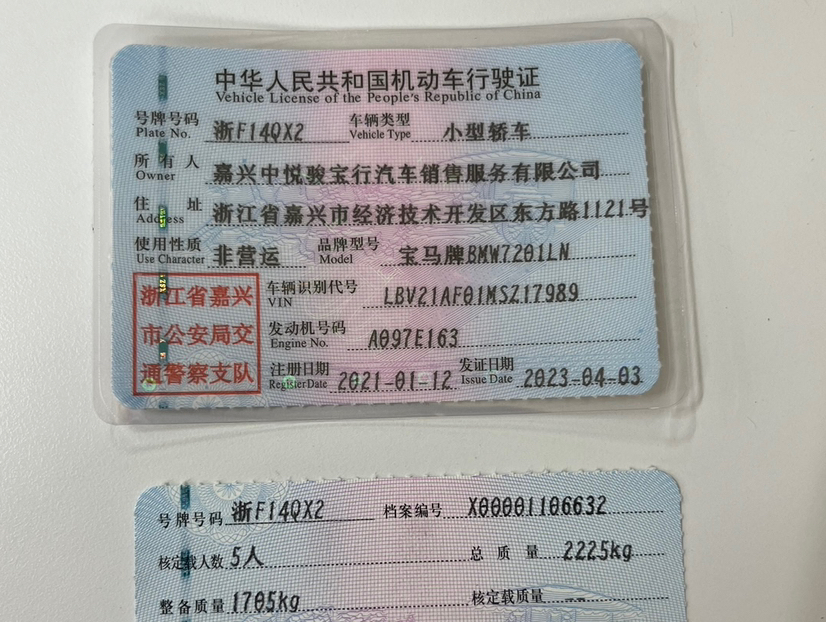 中华人民共和国机动车行驶证
Vehicle License of the People's Republic of China
号牌号码 浙F14QX2 车辆类型 小型轿车
Plate No. Vehicle Type
所有人 嘉兴中悦骏宝行汽车销售服务有限公司
Owner
住址 浙江省嘉兴市经济技术开发区东方路1121号
Address
使用性质 非营运 品牌型号 宝马牌BMW7201LN
Use Character Model
浙江省嘉兴
市公安局交
通警察支队
车辆识别代号 LBV21AF01MSZ17989
VIN
发动机号码 A097E163
Engine No.
注册日期 2021-01-12 发证日期 2023-04-03
Register Date Issue Date
号牌号码 浙F14QX2 档案编号 X00001106632
核定载人数 5人 总质量 2225kg
整备质量 1705kg 核定载质量 --